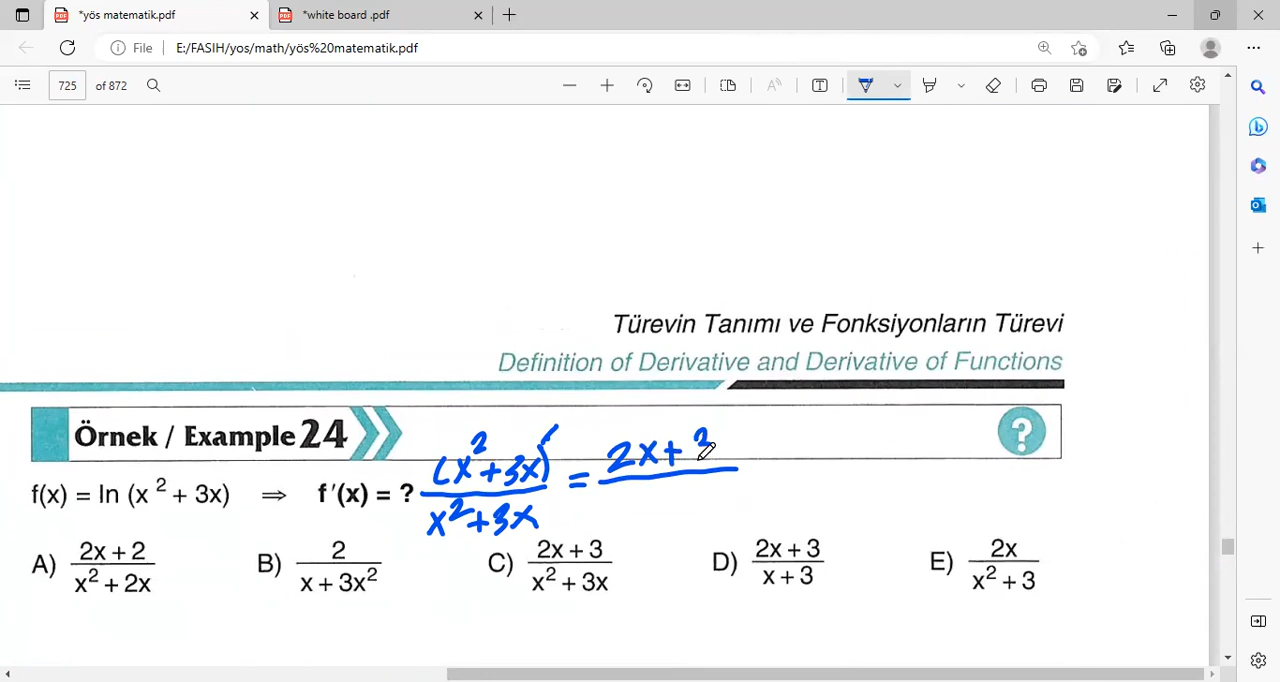 *yös matematik.pdf
*white board .pdf
File
E:/FASIH/yos/math/yös%20matematik.pdf
725 of 872
Türevin Tanımı ve Fonksiyonların Türevi
Definition of Derivative and Derivative of Functions
Örnek / Example 24
?
f(x) = ln (x² + 3x) ⇒ f'(x) = ?
(x²+3x)′ / x²+3x = 2x+3
A) 2x + 2 / x² + 2x
B) 2 / x + 3x²
C) 2x + 3 / x² + 3x
D) 2x + 3 / x + 3
E) 2x / x² + 3